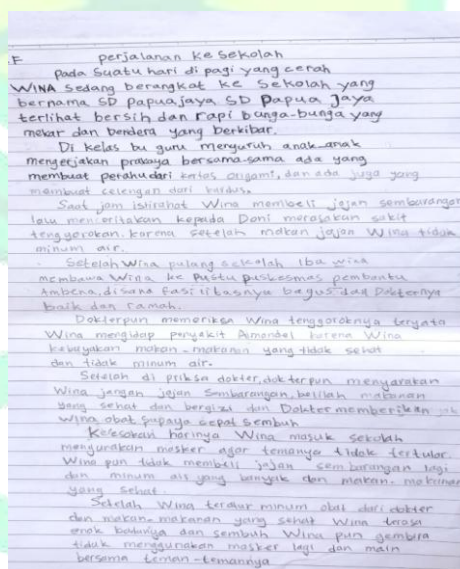 F perjalanan ke Sekolah
pada Suatu hari di pagi yang cerah
WINA sedang berangkat ke Sekolah yang
bernama SD papua jaya SD Papua Jaya
terlihat bersih dan rapi bunga-bunga yang
mekar dan bendera yang berkibar.
Di kelas bu guru menyuruh anak-anak
mengerjakan prakaya bersama-sama ada yang
membuat perahu dari kertas origami, dan ada juga yang
membuat celengan dari kardus.
Saat jam istirahat Wina membeli jajan sembarangan
lalu menceritakan kepada Doni merasakan sakit
tenggorokan. karena setelah makan jajan Wina tidak
minum air.
Setelah Wina pulang sekolah Ibu wina
membawa Wina ke Pustu puskesmas pembantu
Ambena, disana fasilitasnya bagus dan Dokternya
baik dan ramah.
Dokterpun memeriksa Wina tenggoroknya teryata
Wina mengidap penyakit Amandel karena Wina
kebayakan makan-makanan yang tidak sehat
dan tidak minum air.
Setelah di priksa dokter, dokterpun menyarakan
Wina jangan jajan Sembarangan, belilah makanan
yang sehat dan bergizi dan Dokter memberikan
Wina obat supaya cepat sembuh
Keesokan harinya Wina masuk sekolah
mengunakan masker agar temanya tidak tertular.
Wina pun tidak membeli jajan sembarangan lagi
dan minum air yang banyak dan makan-makanan
yang sehat.
Setelah Wina teratur minum obat dari dokter
dan makan-makanan yang sehat Wina terasa
enak badanya dan sembuh Wina pun gembira
tidak menggunakan masker lagi dan main
bersama teman-temannya